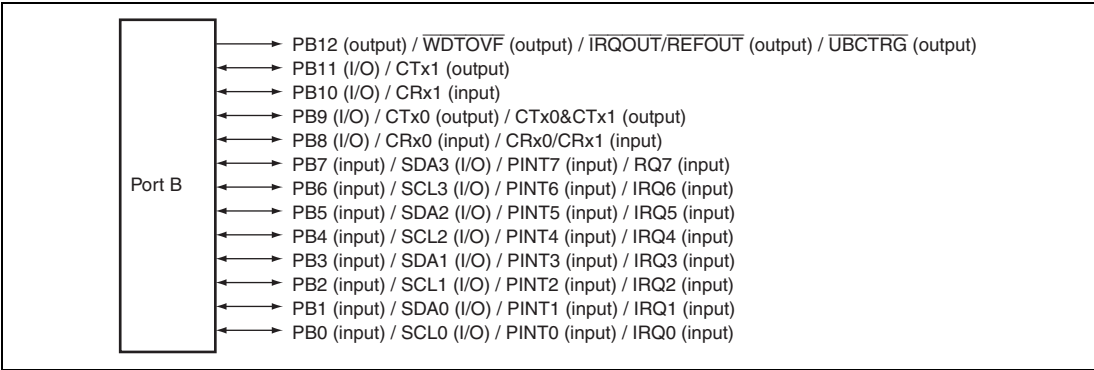 PB12 (output) / W̅D̅T̅O̅V̅F̅ (output) / I̅R̅Q̅O̅U̅T̅/R̅E̅F̅O̅U̅T̅ (output) / U̅B̅C̅T̅R̅G̅ (output)
PB11 (I/O) / CTx1 (output)
PB10 (I/O) / CRx1 (input)
PB9 (I/O) / CTx0 (output) / CTx0&CTx1 (output)
PB8 (I/O) / CRx0 (input) / CRx0/CRx1 (input)
PB7 (input) / SDA3 (I/O) / PINT7 (input) / RQ7 (input)
Port B
PB6 (input) / SCL3 (I/O) / PINT6 (input) / IRQ6 (input)
PB5 (input) / SDA2 (I/O) / PINT5 (input) / IRQ5 (input)
PB4 (input) / SCL2 (I/O) / PINT4 (input) / IRQ4 (input)
PB3 (input) / SDA1 (I/O) / PINT3 (input) / IRQ3 (input)
PB2 (input) / SCL1 (I/O) / PINT2 (input) / IRQ2 (input)
PB1 (input) / SDA0 (I/O) / PINT1 (input) / IRQ1 (input)
PB0 (input) / SCL0 (I/O) / PINT0 (input) / IRQ0 (input)